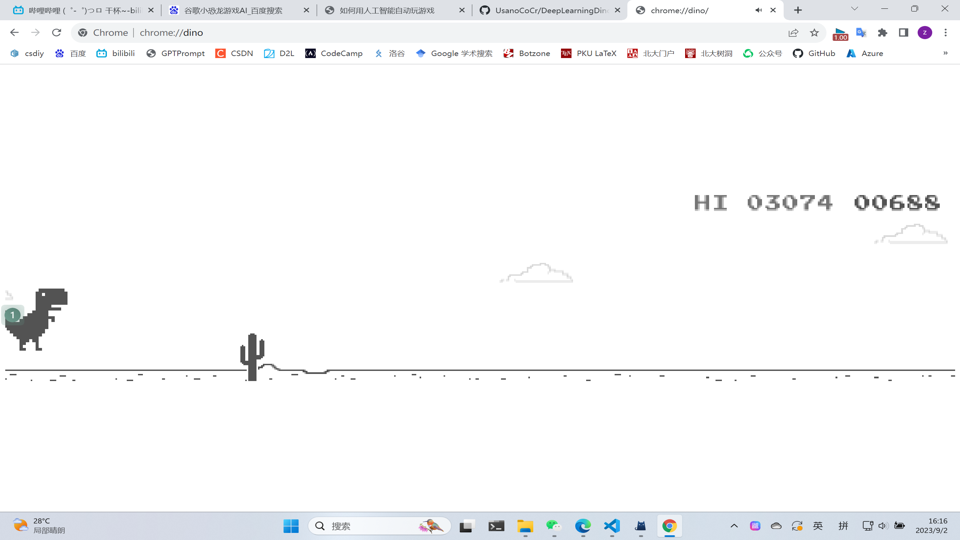 哔哩哔哩 (゜-゜)つロ 干杯~-bili
谷歌小恐龙游戏AI_百度搜索
如何用人工智能自动玩游戏
UsanoCoCr/DeepLearningDin
chrome://dino/
Chrome | chrome://dino
1.00
z
csdiy
百度
bilibili
GPTPrompt
CSDN
D2L
CodeCamp
洛谷
Google 学术搜索
Botzone
PKU LaTeX
北大门户
北大树洞
公众号
GitHub
Azure
»
HI 03074 00688
1
28°C
局部晴朗
搜索
英
拼
16:16
2023/9/2